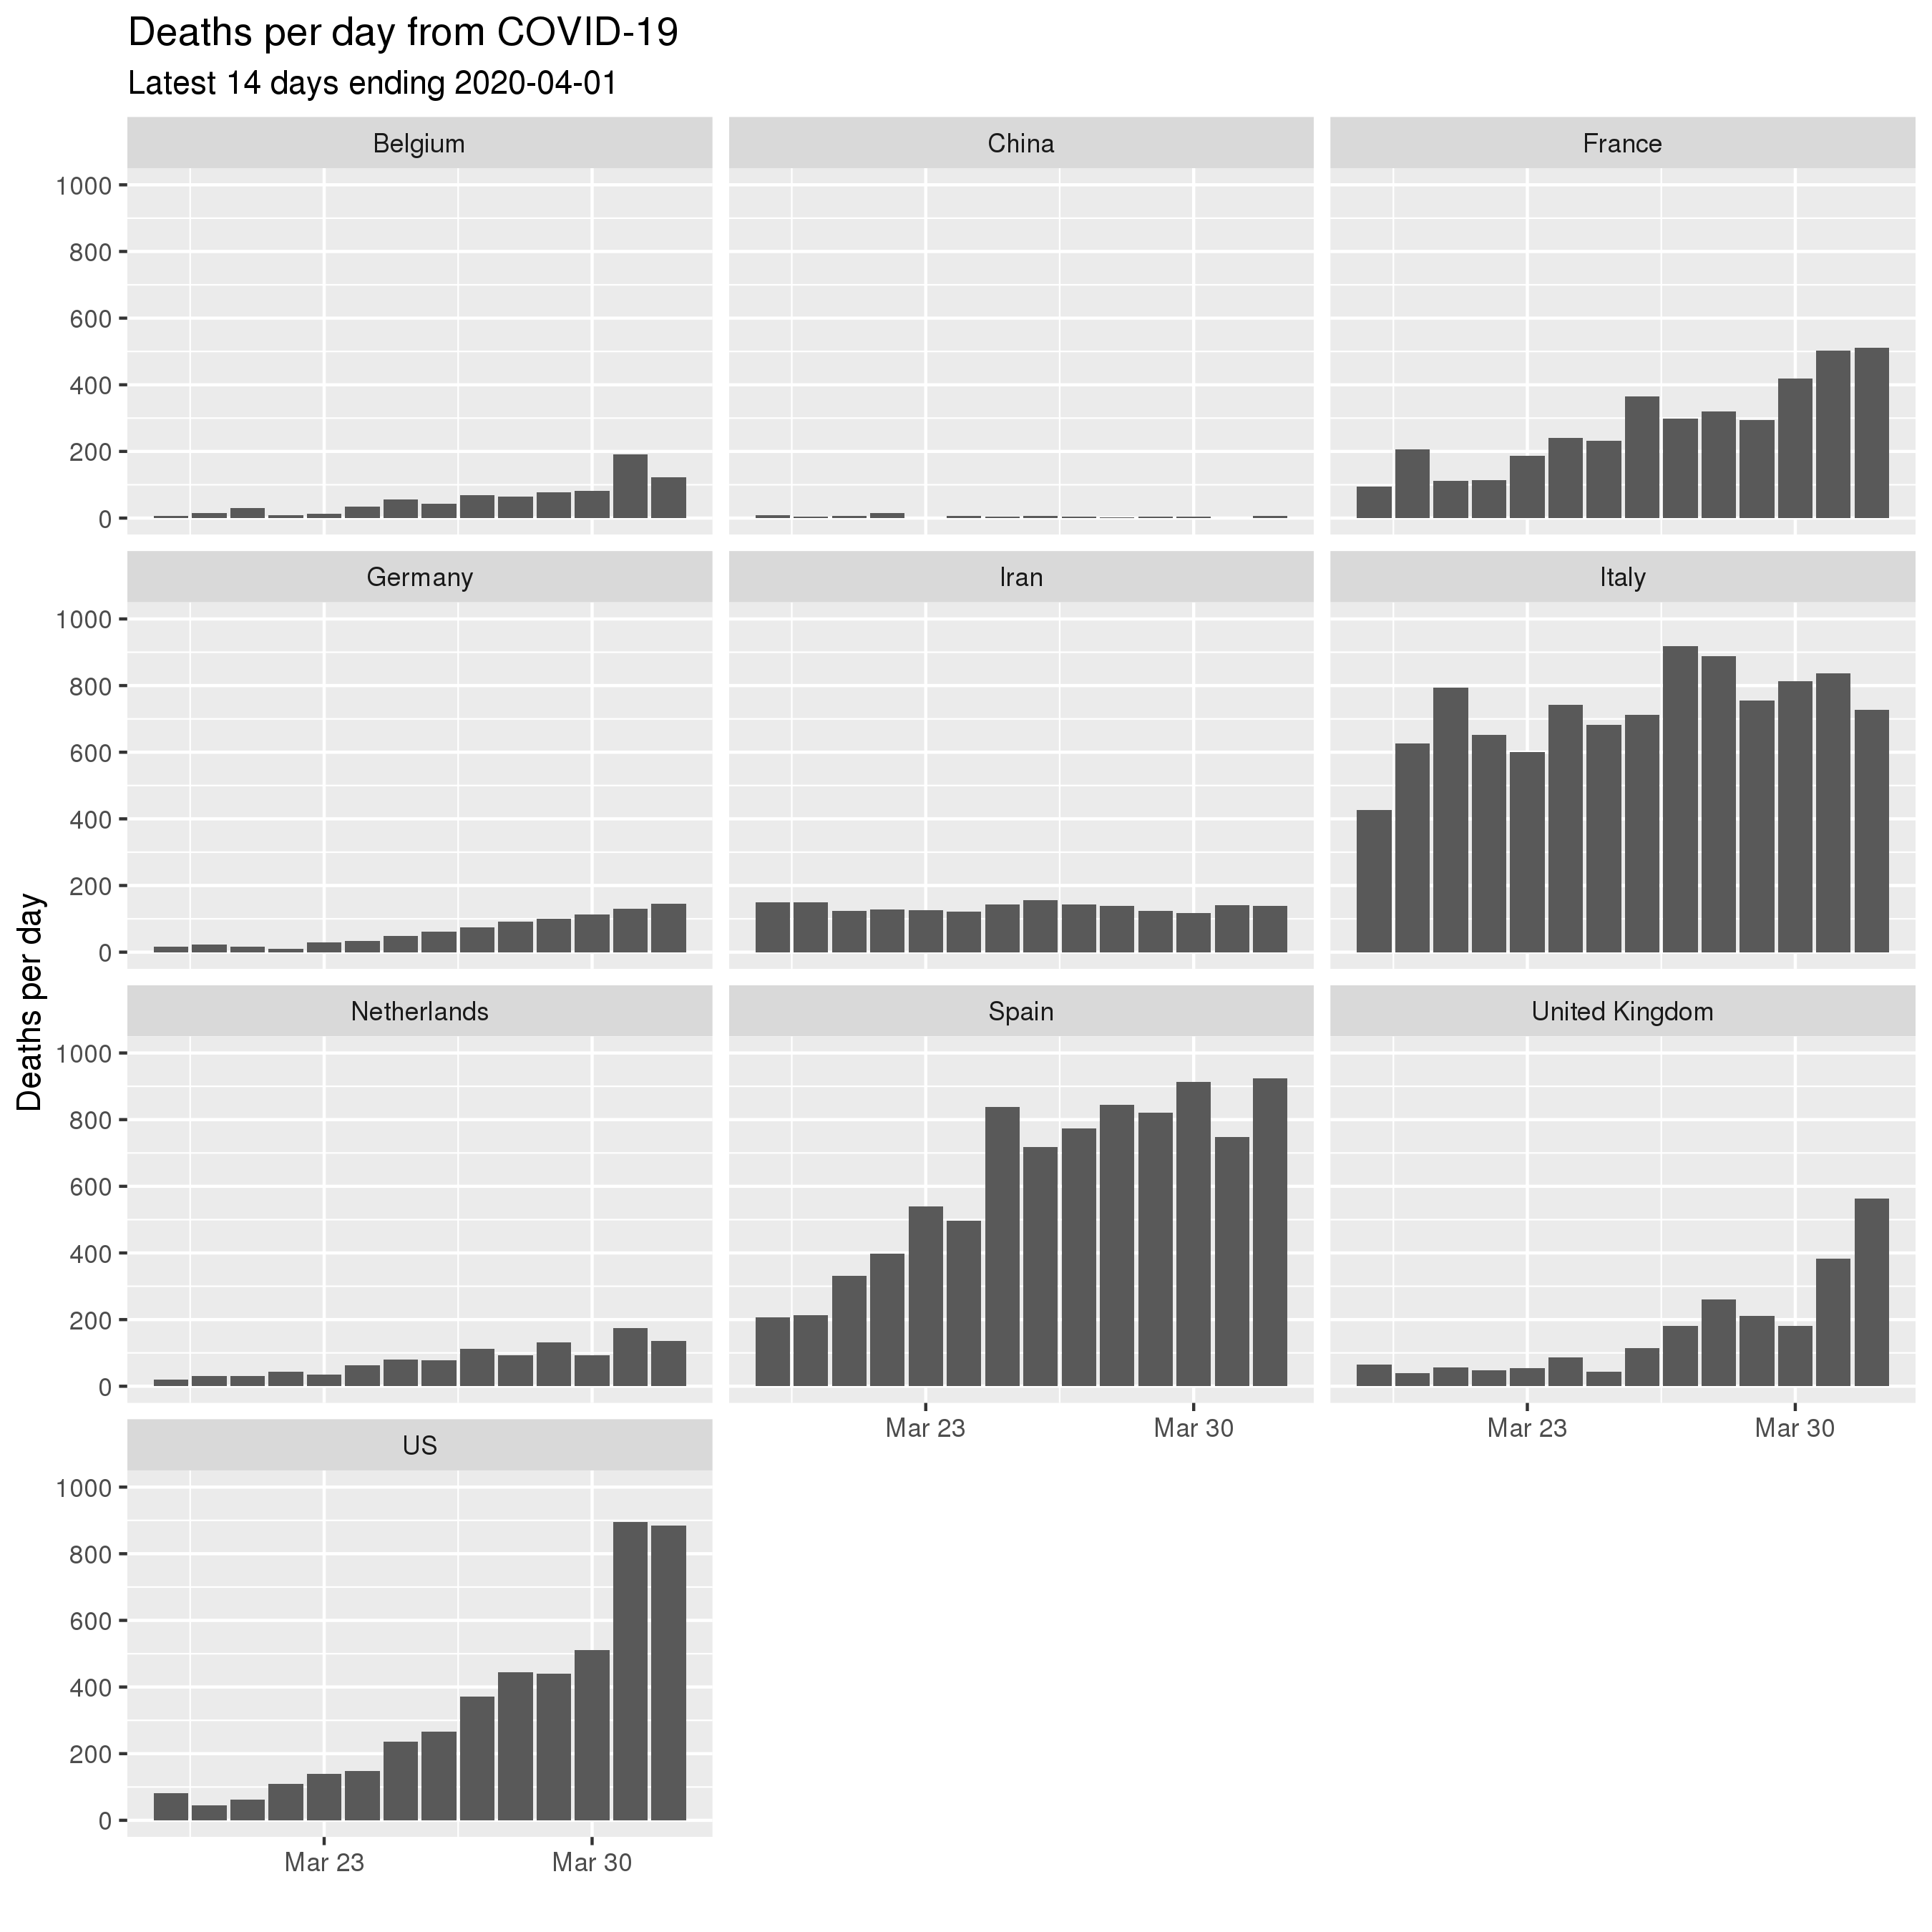 Deaths per day from COVID-19
Latest 14 days ending 2020-04-01
Deaths per day
Belgium
China
France
1000
800
600
400
200
0
Germany
Iran
Italy
1000
800
600
400
200
0
Netherlands
Spain
United Kingdom
1000
800
600
400
200
0
Mar 23
Mar 30
Mar 23
Mar 30
US
1000
800
600
400
200
0
Mar 23
Mar 30